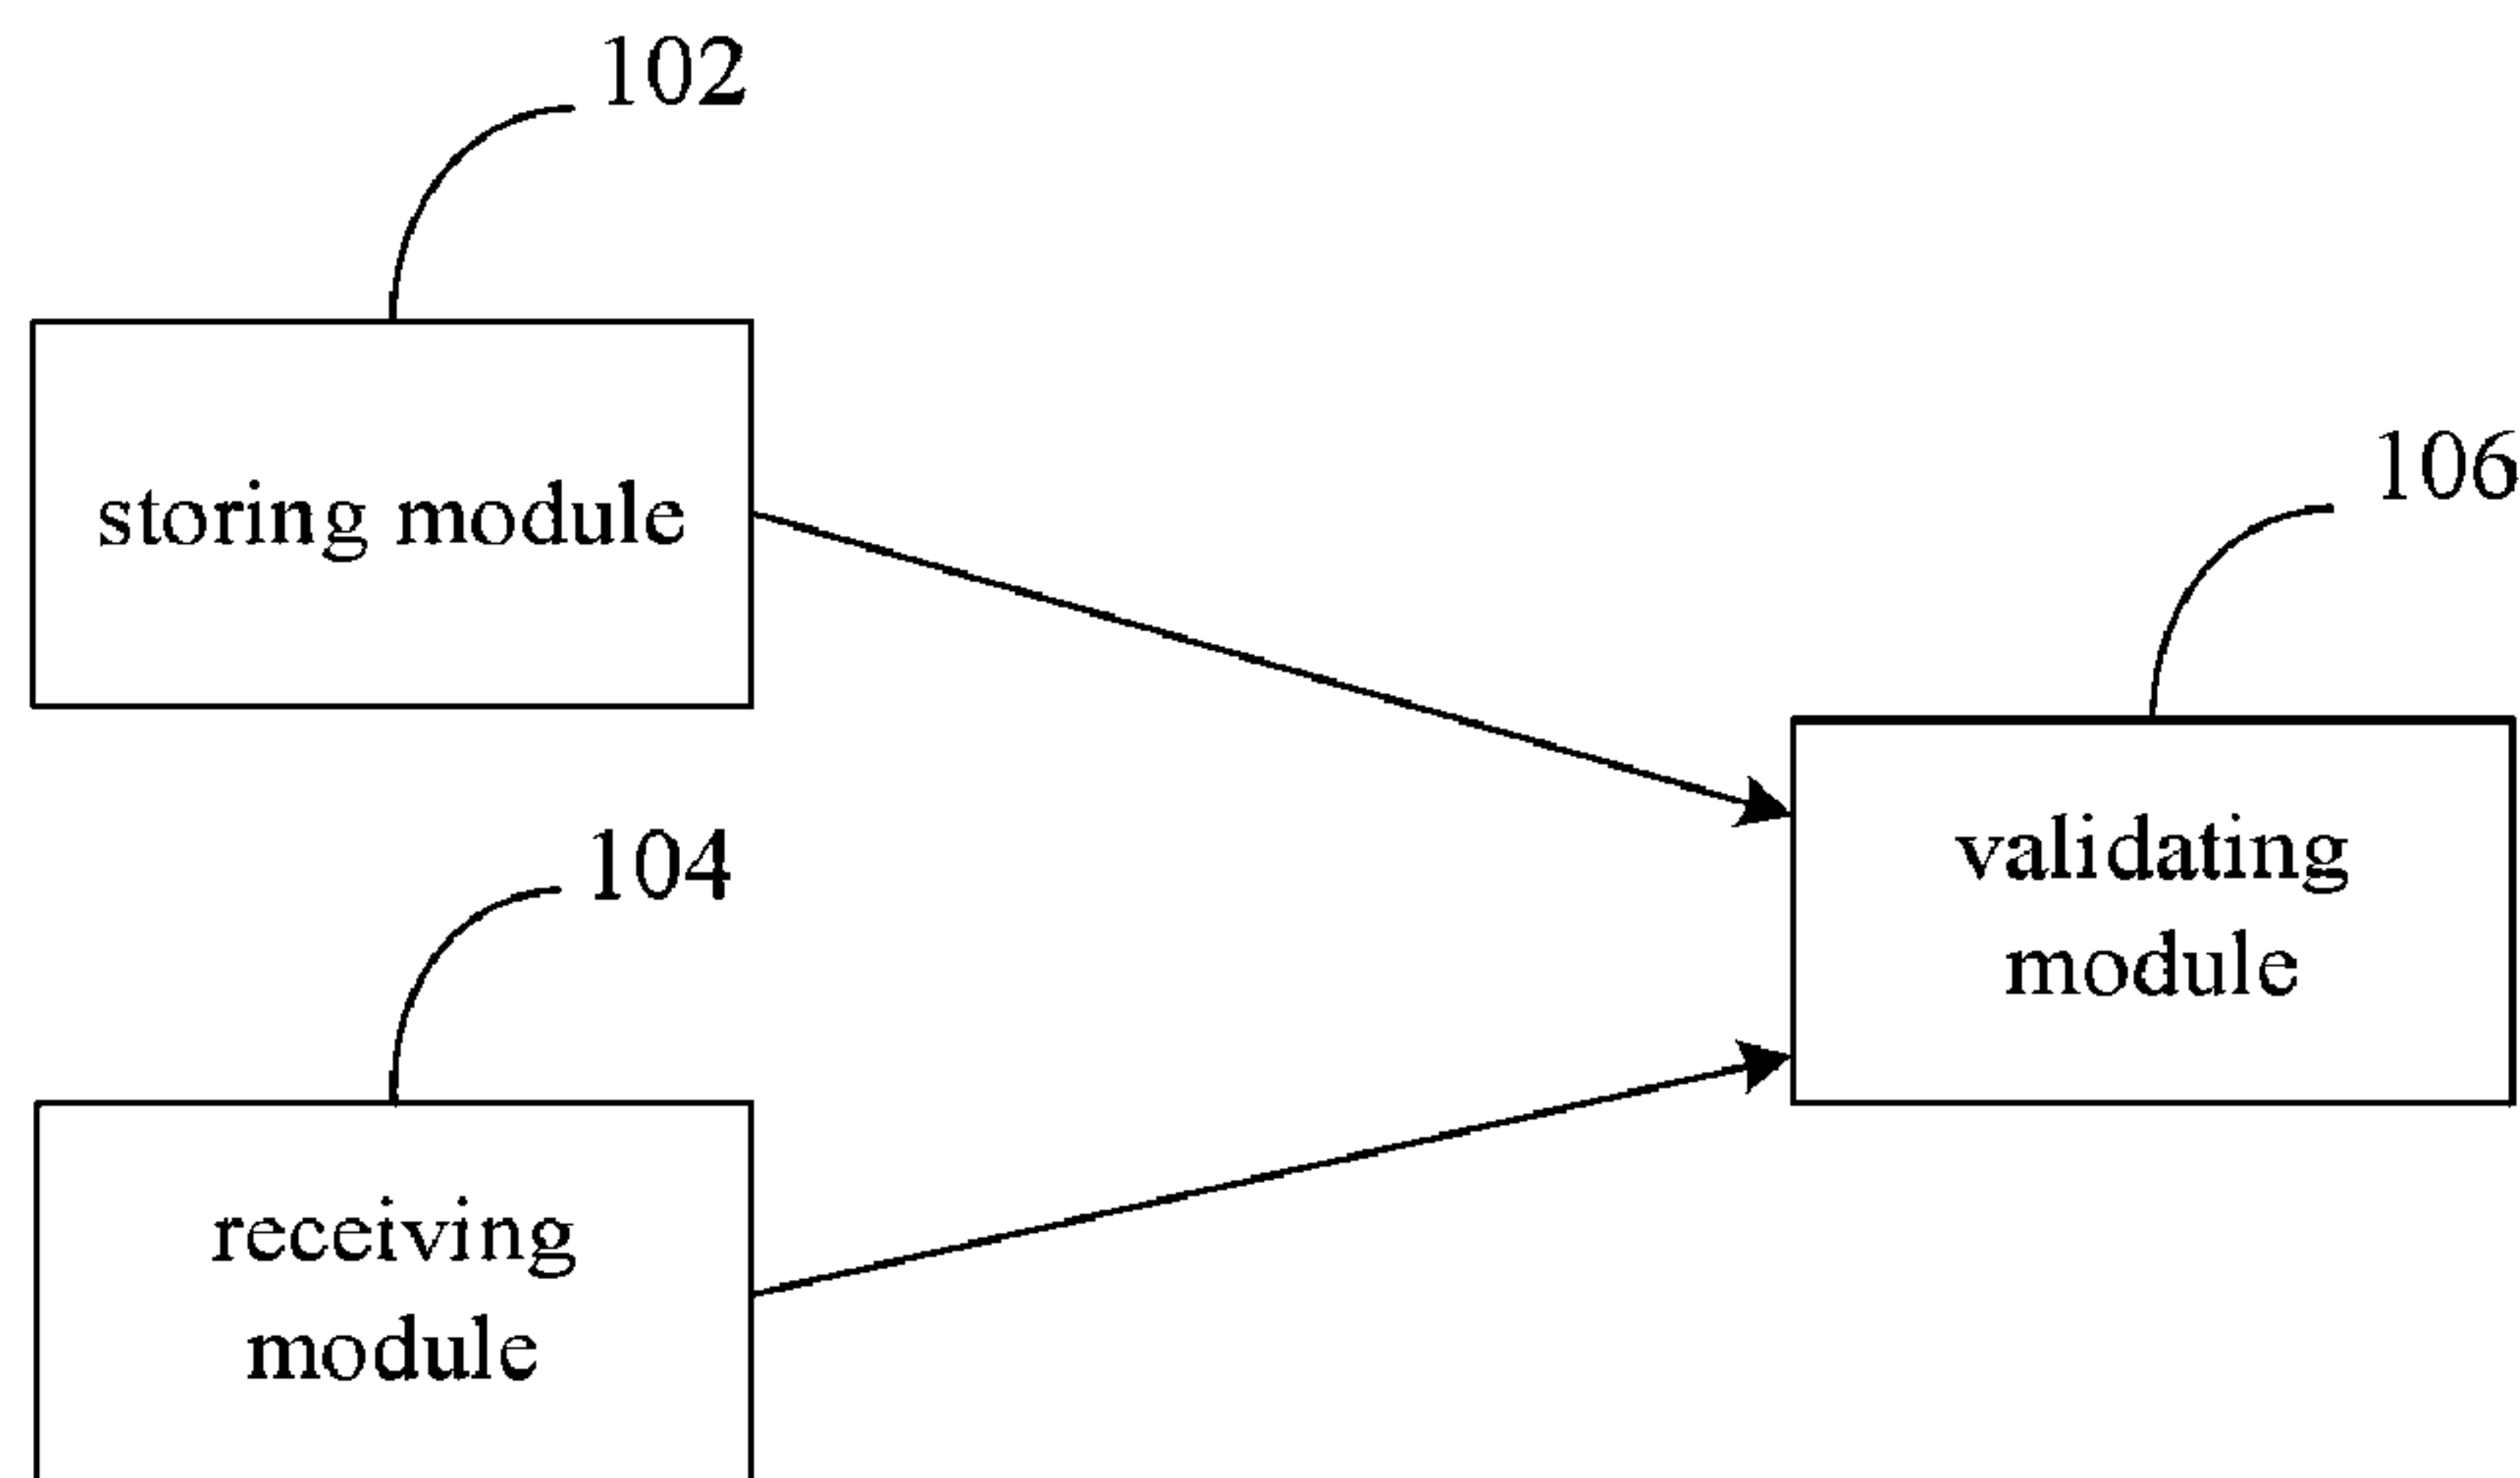 102
storing module
106
validating
module
104
receiving
module